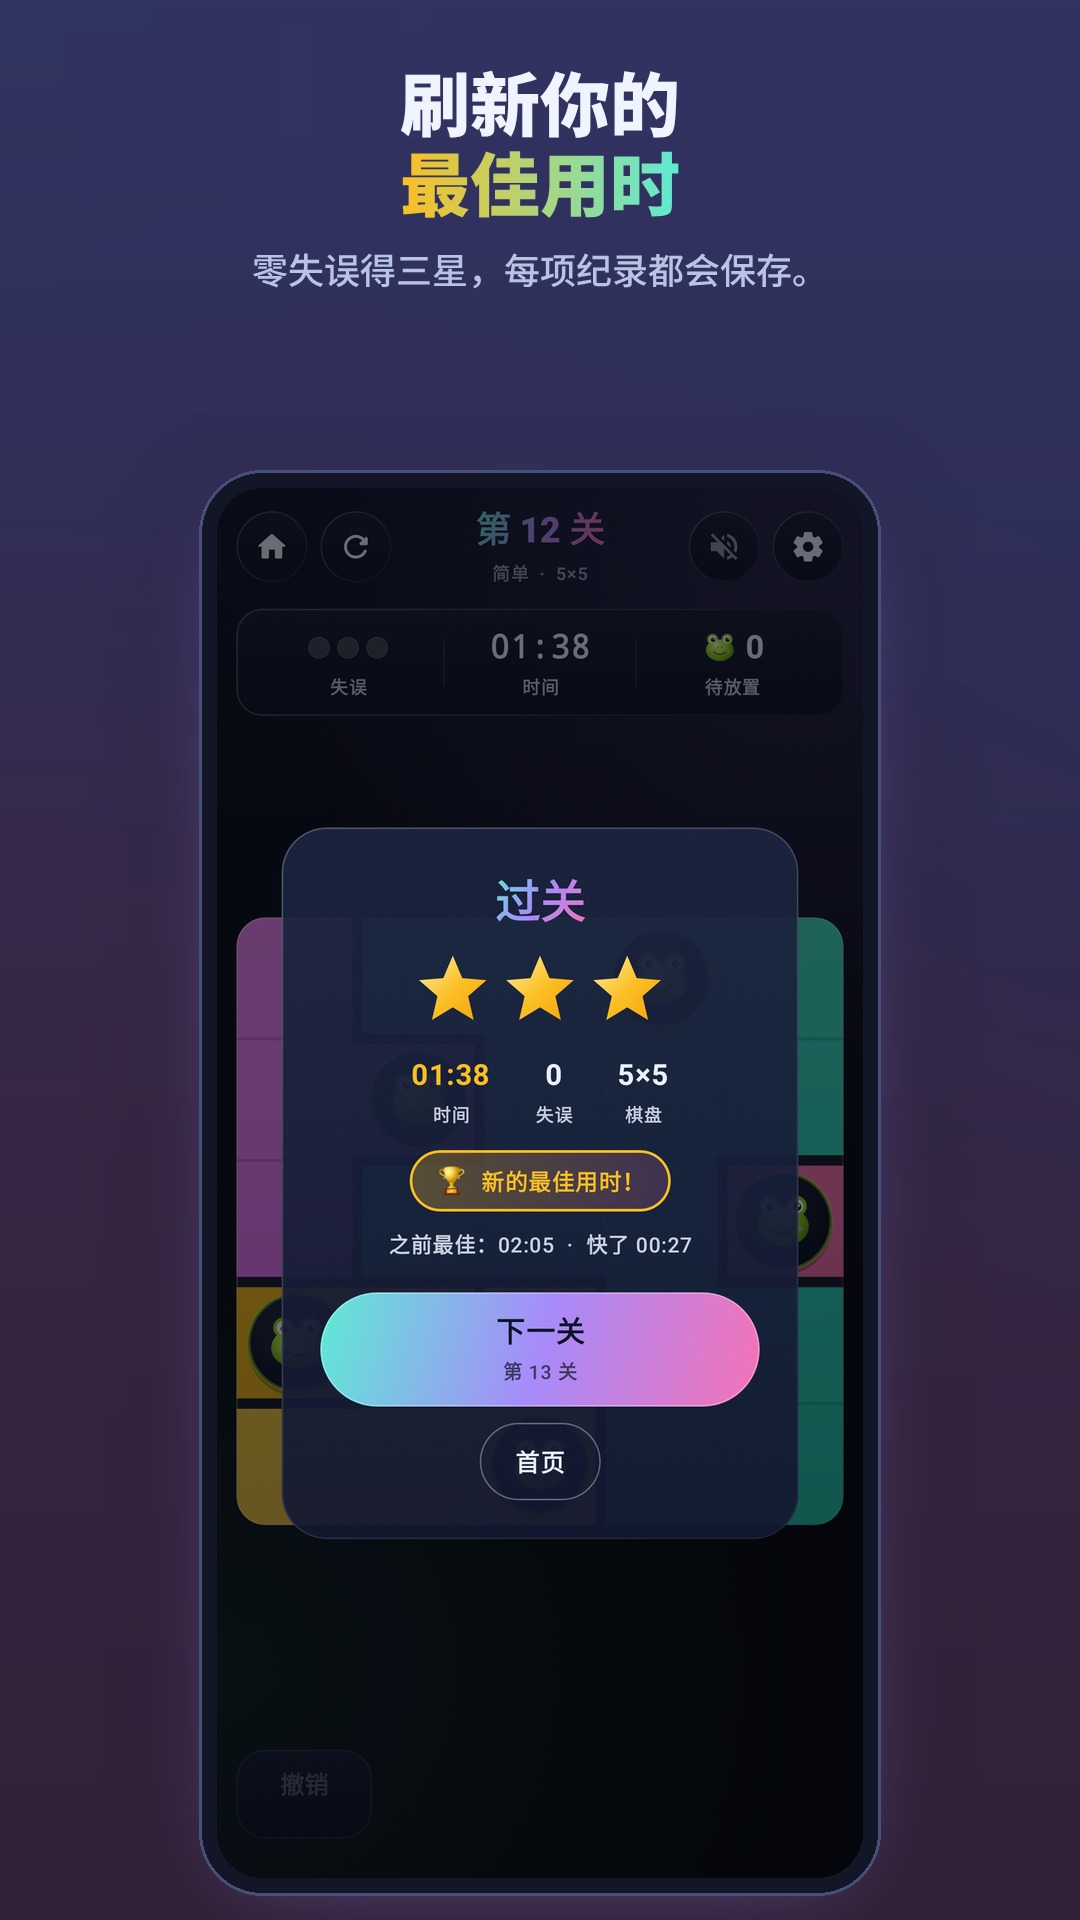 刷新你的
最佳用时
零失误得三星，每项纪录都会保存。
第 12 关
简单 · 5×5
01:38
0
失误
时间
待放置
过关
01:38
0
5×5
时间
失误
棋盘
新的最佳用时！
之前最佳：02:05 · 快了 00:27
下一关
第 13 关
首页
撤销